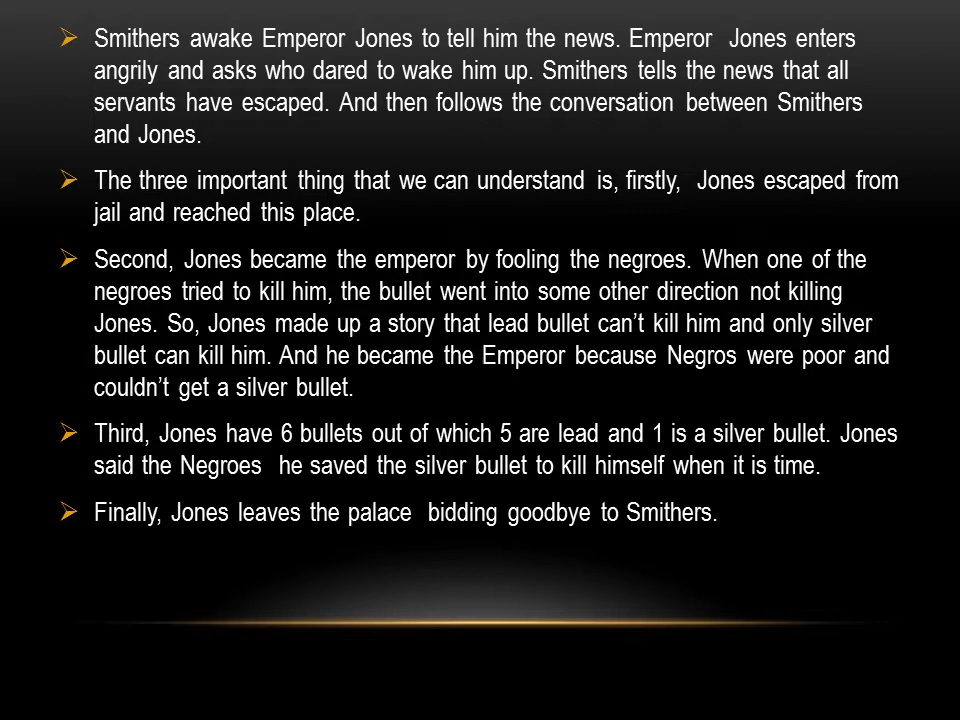 Smithers awake Emperor Jones to tell him the news. Emperor Jones enters
angrily and asks who dared to wake him up. Smithers tells the news that all
servants have escaped. And then follows the conversation between Smithers
and Jones.
The three important thing that we can understand is, firstly, Jones escaped from
jail and reached this place.
Second, Jones became the emperor by fooling the negroes. When one of the
negroes tried to kill him, the bullet went into some other direction not killing
Jones. So, Jones made up a story that lead bullet can’t kill him and only silver
bullet can kill him. And he became the Emperor because Negros were poor and
couldn’t get a silver bullet.
Third, Jones have 6 bullets out of which 5 are lead and 1 is a silver bullet. Jones
said the Negroes he saved the silver bullet to kill himself when it is time.
Finally, Jones leaves the palace bidding goodbye to Smithers.